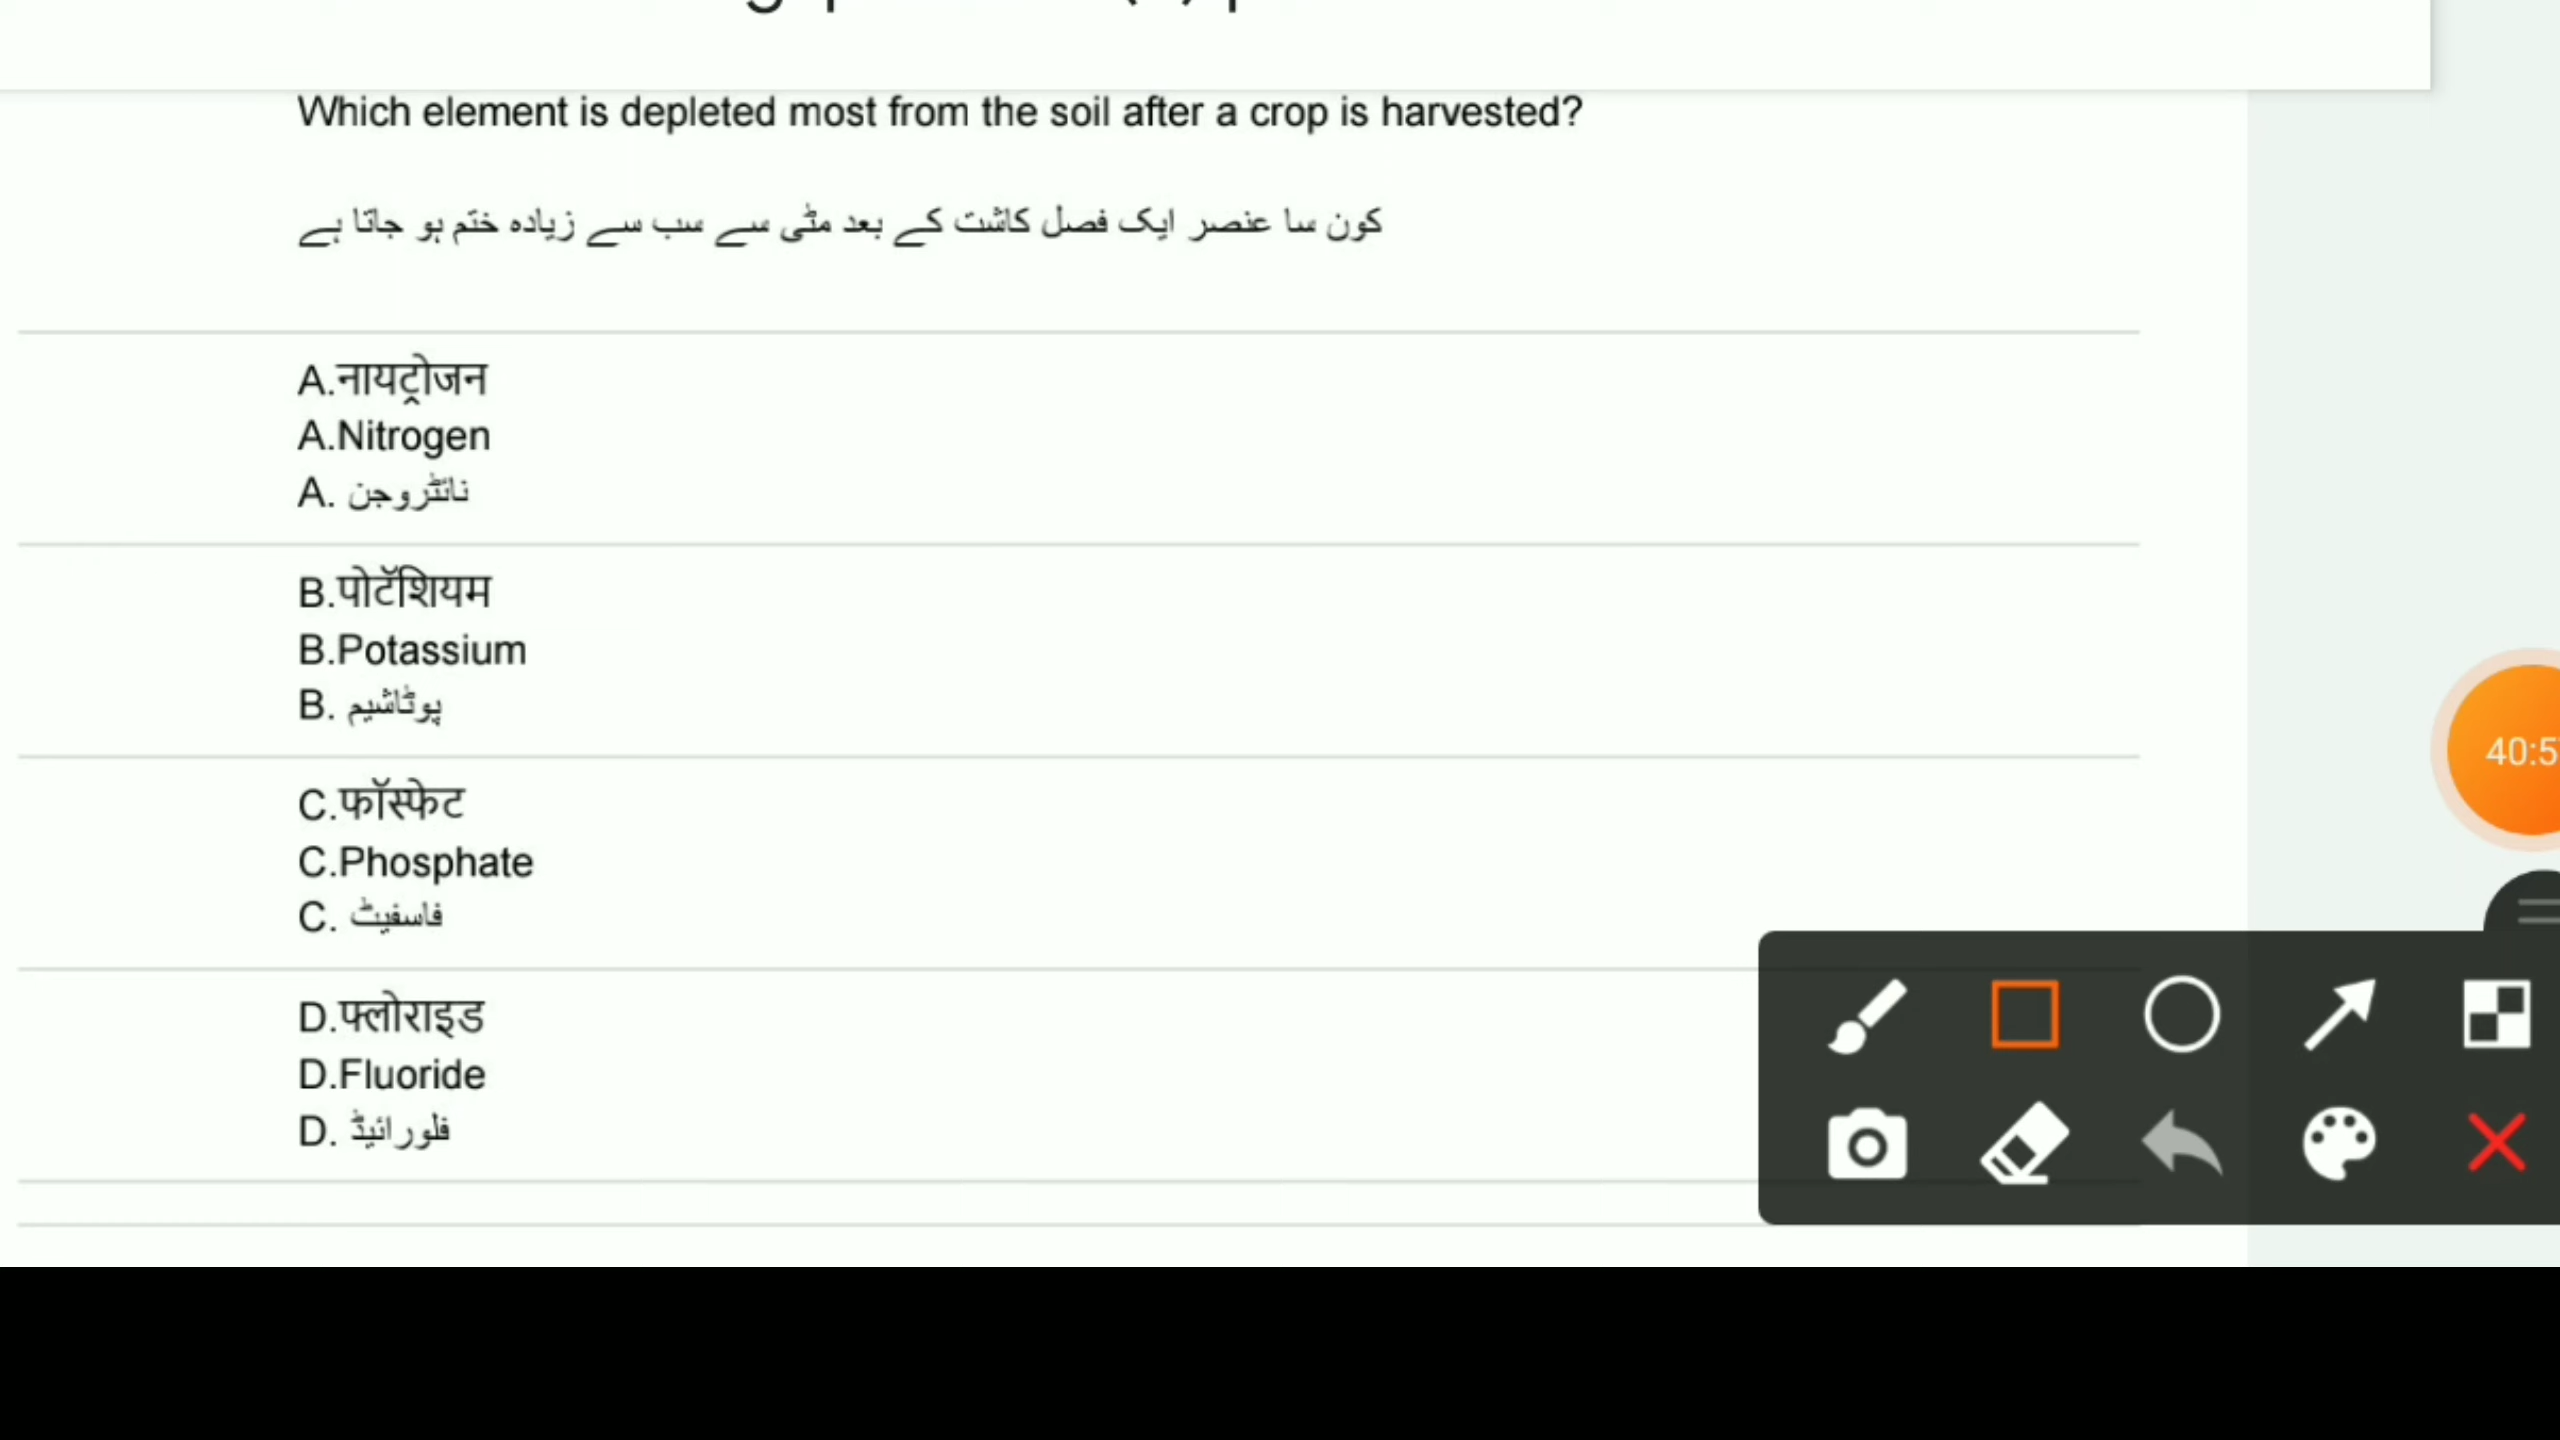 Which element is depleted most from the soil after a crop is harvested?
کون سا عنصر ایک فصل کاشت کے بعد مٹی سے سب سے زیادہ ختم ہو جاتا ہے
A.नायट्रोजन
A.Nitrogen
A. نائٹروجن
B.पोटॅशियम
B.Potassium
B. پوٹاشیم
C.फॉस्फेट
C.Phosphate
C. فاسفیٹ
D.फ्लोराइड
D.Fluoride
D. فلورائیڈ
40:5